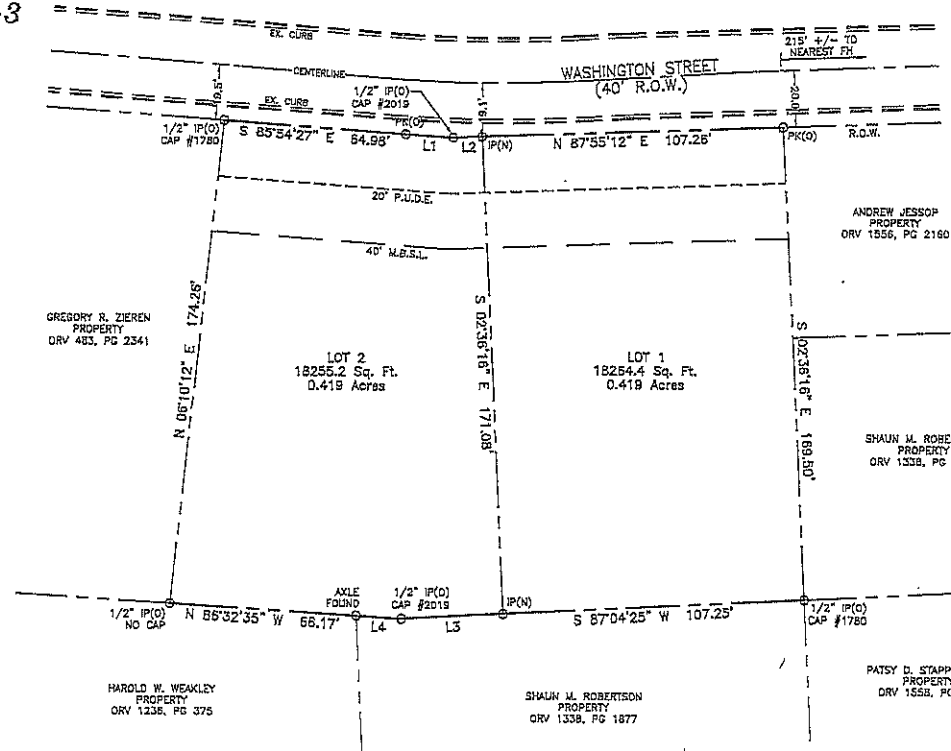 -3
EX. CURB
215' +/- TO
NEAREST FH
CENTERLINE
WASHINGTON STREET
(40' R.O.W.)
19.5'
EX. CURB
1/2" IP(O)
CAP #2019
20.0'
1/2" IP(O)
CAP #1780
S 85°54'27" E 64.98'
PK(O)
L1
L2
IP(N)
N 87°55'12" E 107.26'
PK(O)
R.O.W.
20' P.U.D.E.
40' M.B.S.L.
ANDREW JESSOP
PROPERTY
ORV 1556, PG 2160
GREGORY R. ZIEREN
PROPERTY
ORV 483, PG 2341
N 06°10'12" E 174.26'
LOT 2
18255.2 Sq. Ft.
0.419 Acres
S 02°36'16" E 171.08'
LOT 1
18264.4 Sq. Ft.
0.419 Acres
S 02°36'16" E 169.50'
SHAUN M. ROBE
PROPERTY
ORV 1338, PG
1/2" IP(O)
NO CAP
N 86°32'35" W 66.17'
AXLE
FOUND
L4
1/2" IP(O)
CAP #2019
L3
IP(N)
S 87°04'25" W 107.25'
1/2" IP(O)
CAP #1780
HAROLD W. WEAKLEY
PROPERTY
ORV 1236, PG 375
SHAUN M. ROBERTSON
PROPERTY
ORV 1338, PG 1877
PATSY D. STAPP
PROPERTY
ORV 1558, PG